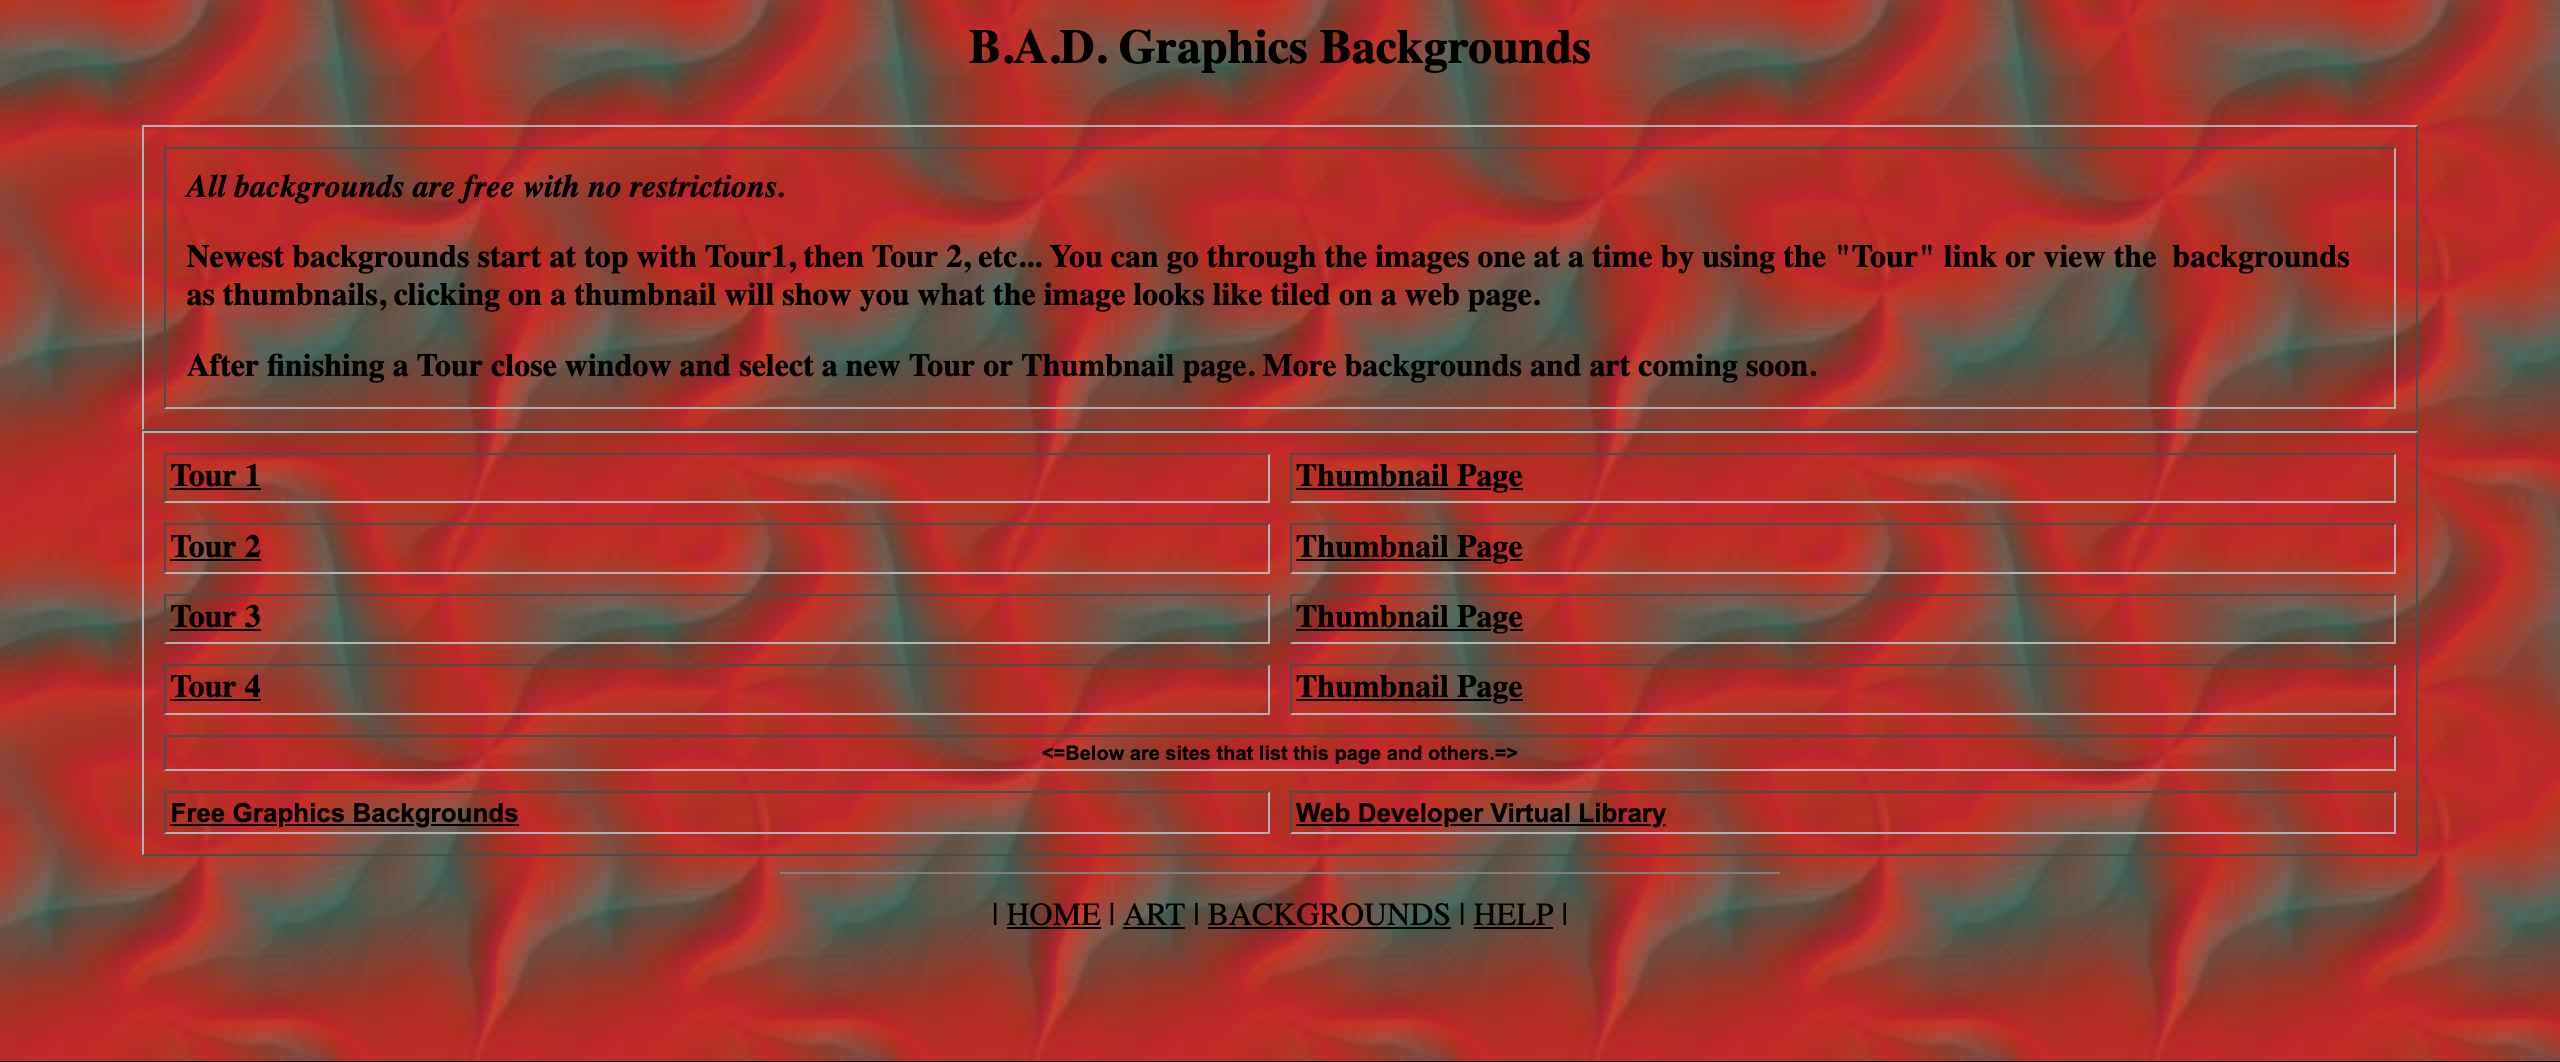 B.A.D. Graphics Backgrounds
All backgrounds are free with no restrictions.
Newest backgrounds start at top with Tour1, then Tour 2, etc... You can go through the images one at a time by using the "Tour" link or view the  backgrounds
as thumbnails, clicking on a thumbnail will show you what the image looks like tiled on a web page.
After finishing a Tour close window and select a new Tour or Thumbnail page. More backgrounds and art coming soon.
Tour 1 Thumbnail Page
Tour 2 Thumbnail Page
Tour 3 Thumbnail Page
Tour 4 Thumbnail Page
<=Below are sites that list this page and others.=>
Free Graphics Backgrounds Web Developer Virtual Library
| HOME | ART | BACKGROUNDS | HELP |